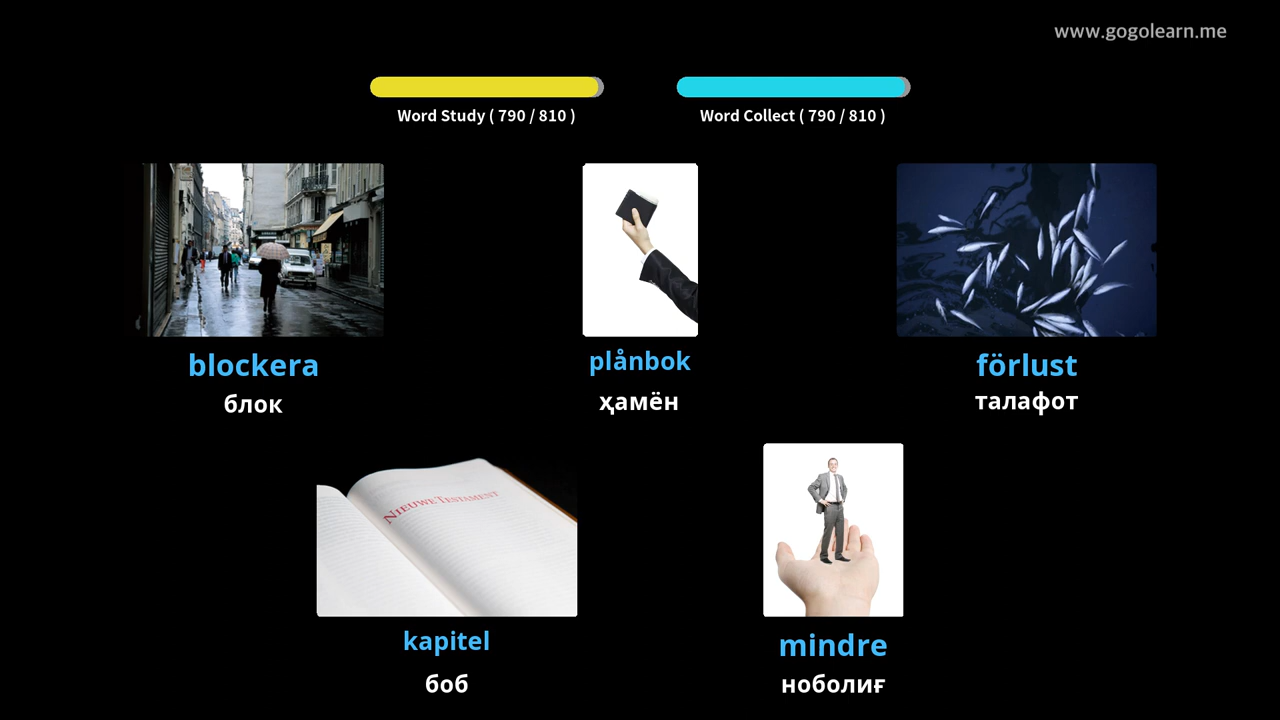 www.gogolearn.me
Word Study ( 790 / 810 )
Word Collect ( 790 / 810 )
blockera
блок
plånbok
ҳамён
förlust
талафот
NIEUWE TESTAMENT
kapitel
боб
mindre
ноболиғ